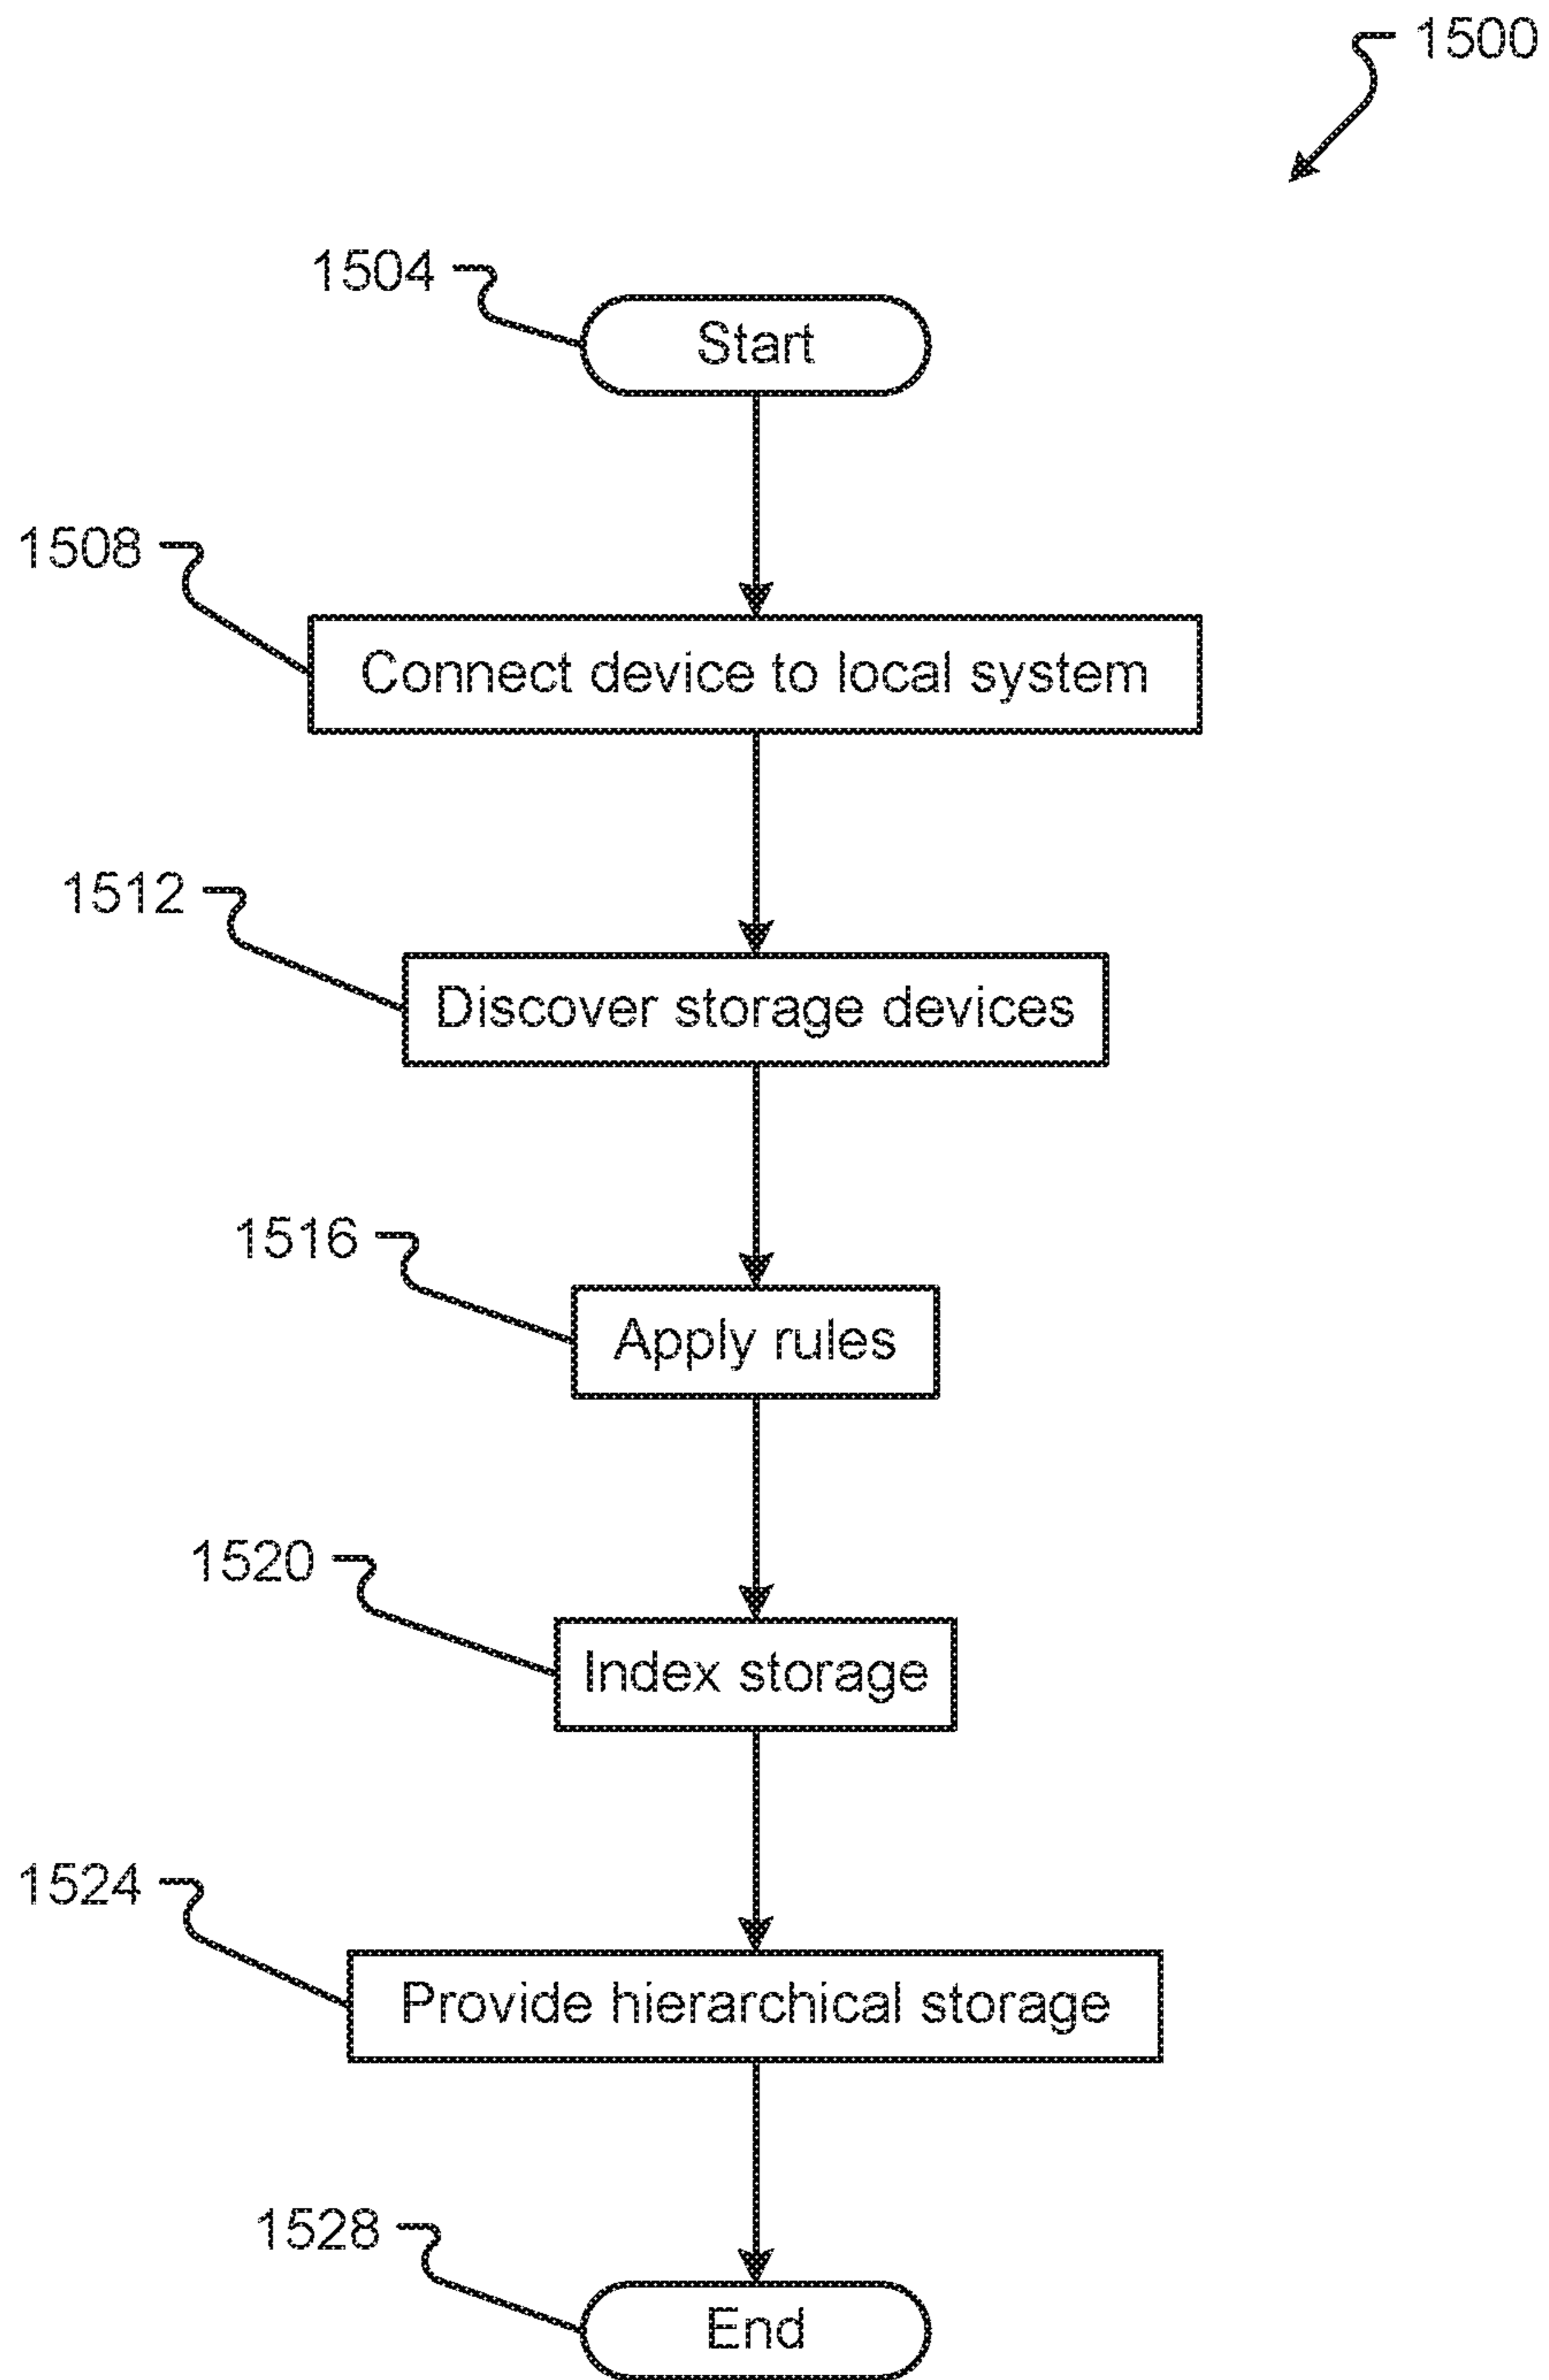 1500
1504
Start
1508
Connect device to local system
1512
Discover storage devices
1516
Apply rules
1520
Index storage
1524
Provide hierarchical storage
1528
End